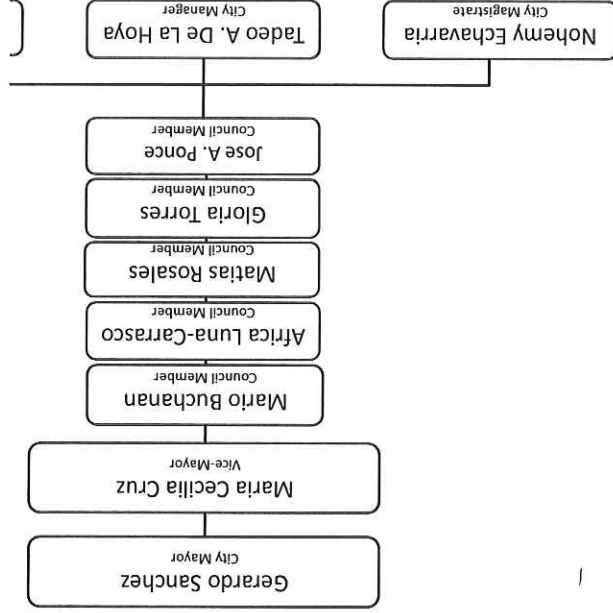 Gerardo Sanchez
City Mayor
Maria Cecilia Cruz
Vice-Mayor
Mario Buchanan
Council Member
Africa Luna-Carrasco
Council Member
Matias Rosales
Council Member
Gloria Torres
Council Member
Jose A. Ponce
Council Member
Nohemy Echavarria
City Magistrate
Tadeo A. De La Hoya
City Manager